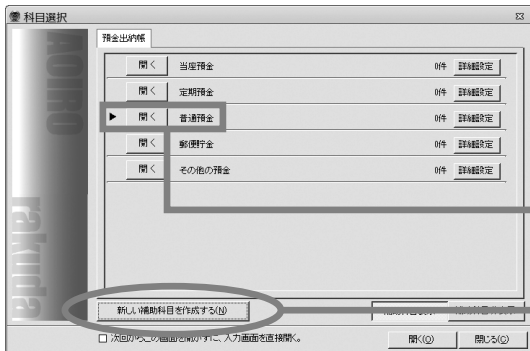 科目選択
預金出納帳
開く 当座預金 0件 詳細設定
開く 定期預金 0件 詳細設定
▶ 開く 普通預金 0件 詳細設定
開く 郵便貯金 0件 詳細設定
開く その他の預金 0件 詳細設定
AOIRO
rakuda
新しい補助科目を作成する(N)
次回からこの画面を開かずに、入力画面を直接開く。
開く(O) 閉じる(C)